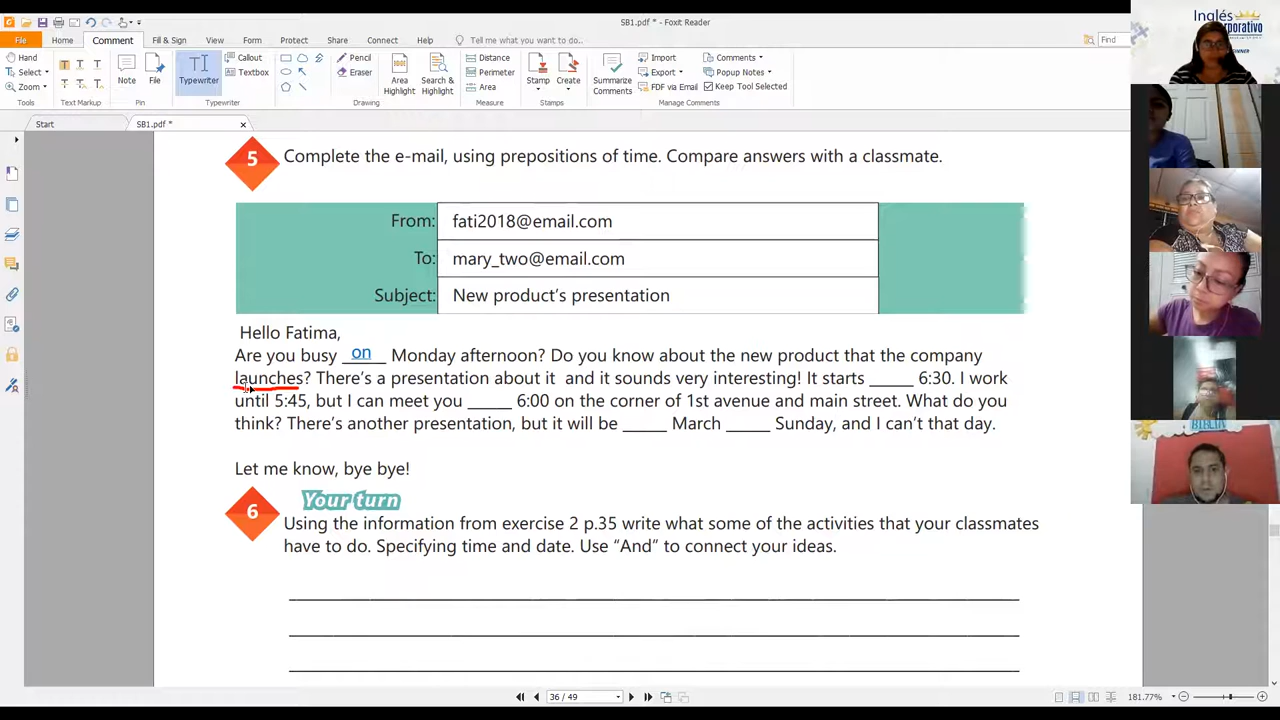 SB1.pdf * - Foxit Reader
File
Home
Comment
Fill & Sign
View
Form
Protect
Share
Connect
Help
Tell me what you want to do...
Find
Hand
Select
Zoom
Tools
Text Markup
Note
File
Pin
Typewriter
Callout
Textbox
Typewriter
Pencil
Eraser
Drawing
Area Highlight
Search & Highlight
Distance
Perimeter
Area
Measure
Stamp
Create
Stamps
Summarize Comments
Import
Export
FDF via Email
Comments
Popup Notes
Keep Tool Selected
Manage Comments
Start
SB1.pdf *
5
Complete the e-mail, using prepositions of time. Compare answers with a classmate.
From: fati2018@email.com
To: mary_two@email.com
Subject: New product's presentation
Hello Fatima,
Are you busy on Monday afternoon? Do you know about the new product that the company
launches? There's a presentation about it and it sounds very interesting! It starts _____ 6:30. I work
until 5:45, but I can meet you _____ 6:00 on the corner of 1st avenue and main street. What do you
think? There's another presentation, but it will be _____ March _____ Sunday, and I can't that day.
Let me know, bye bye!
6
Your turn
Using the information from exercise 2 p.35 write what some of the activities that your classmates
have to do. Specifying time and date. Use “And” to connect your ideas.
36 / 49
181.77%
Inglés